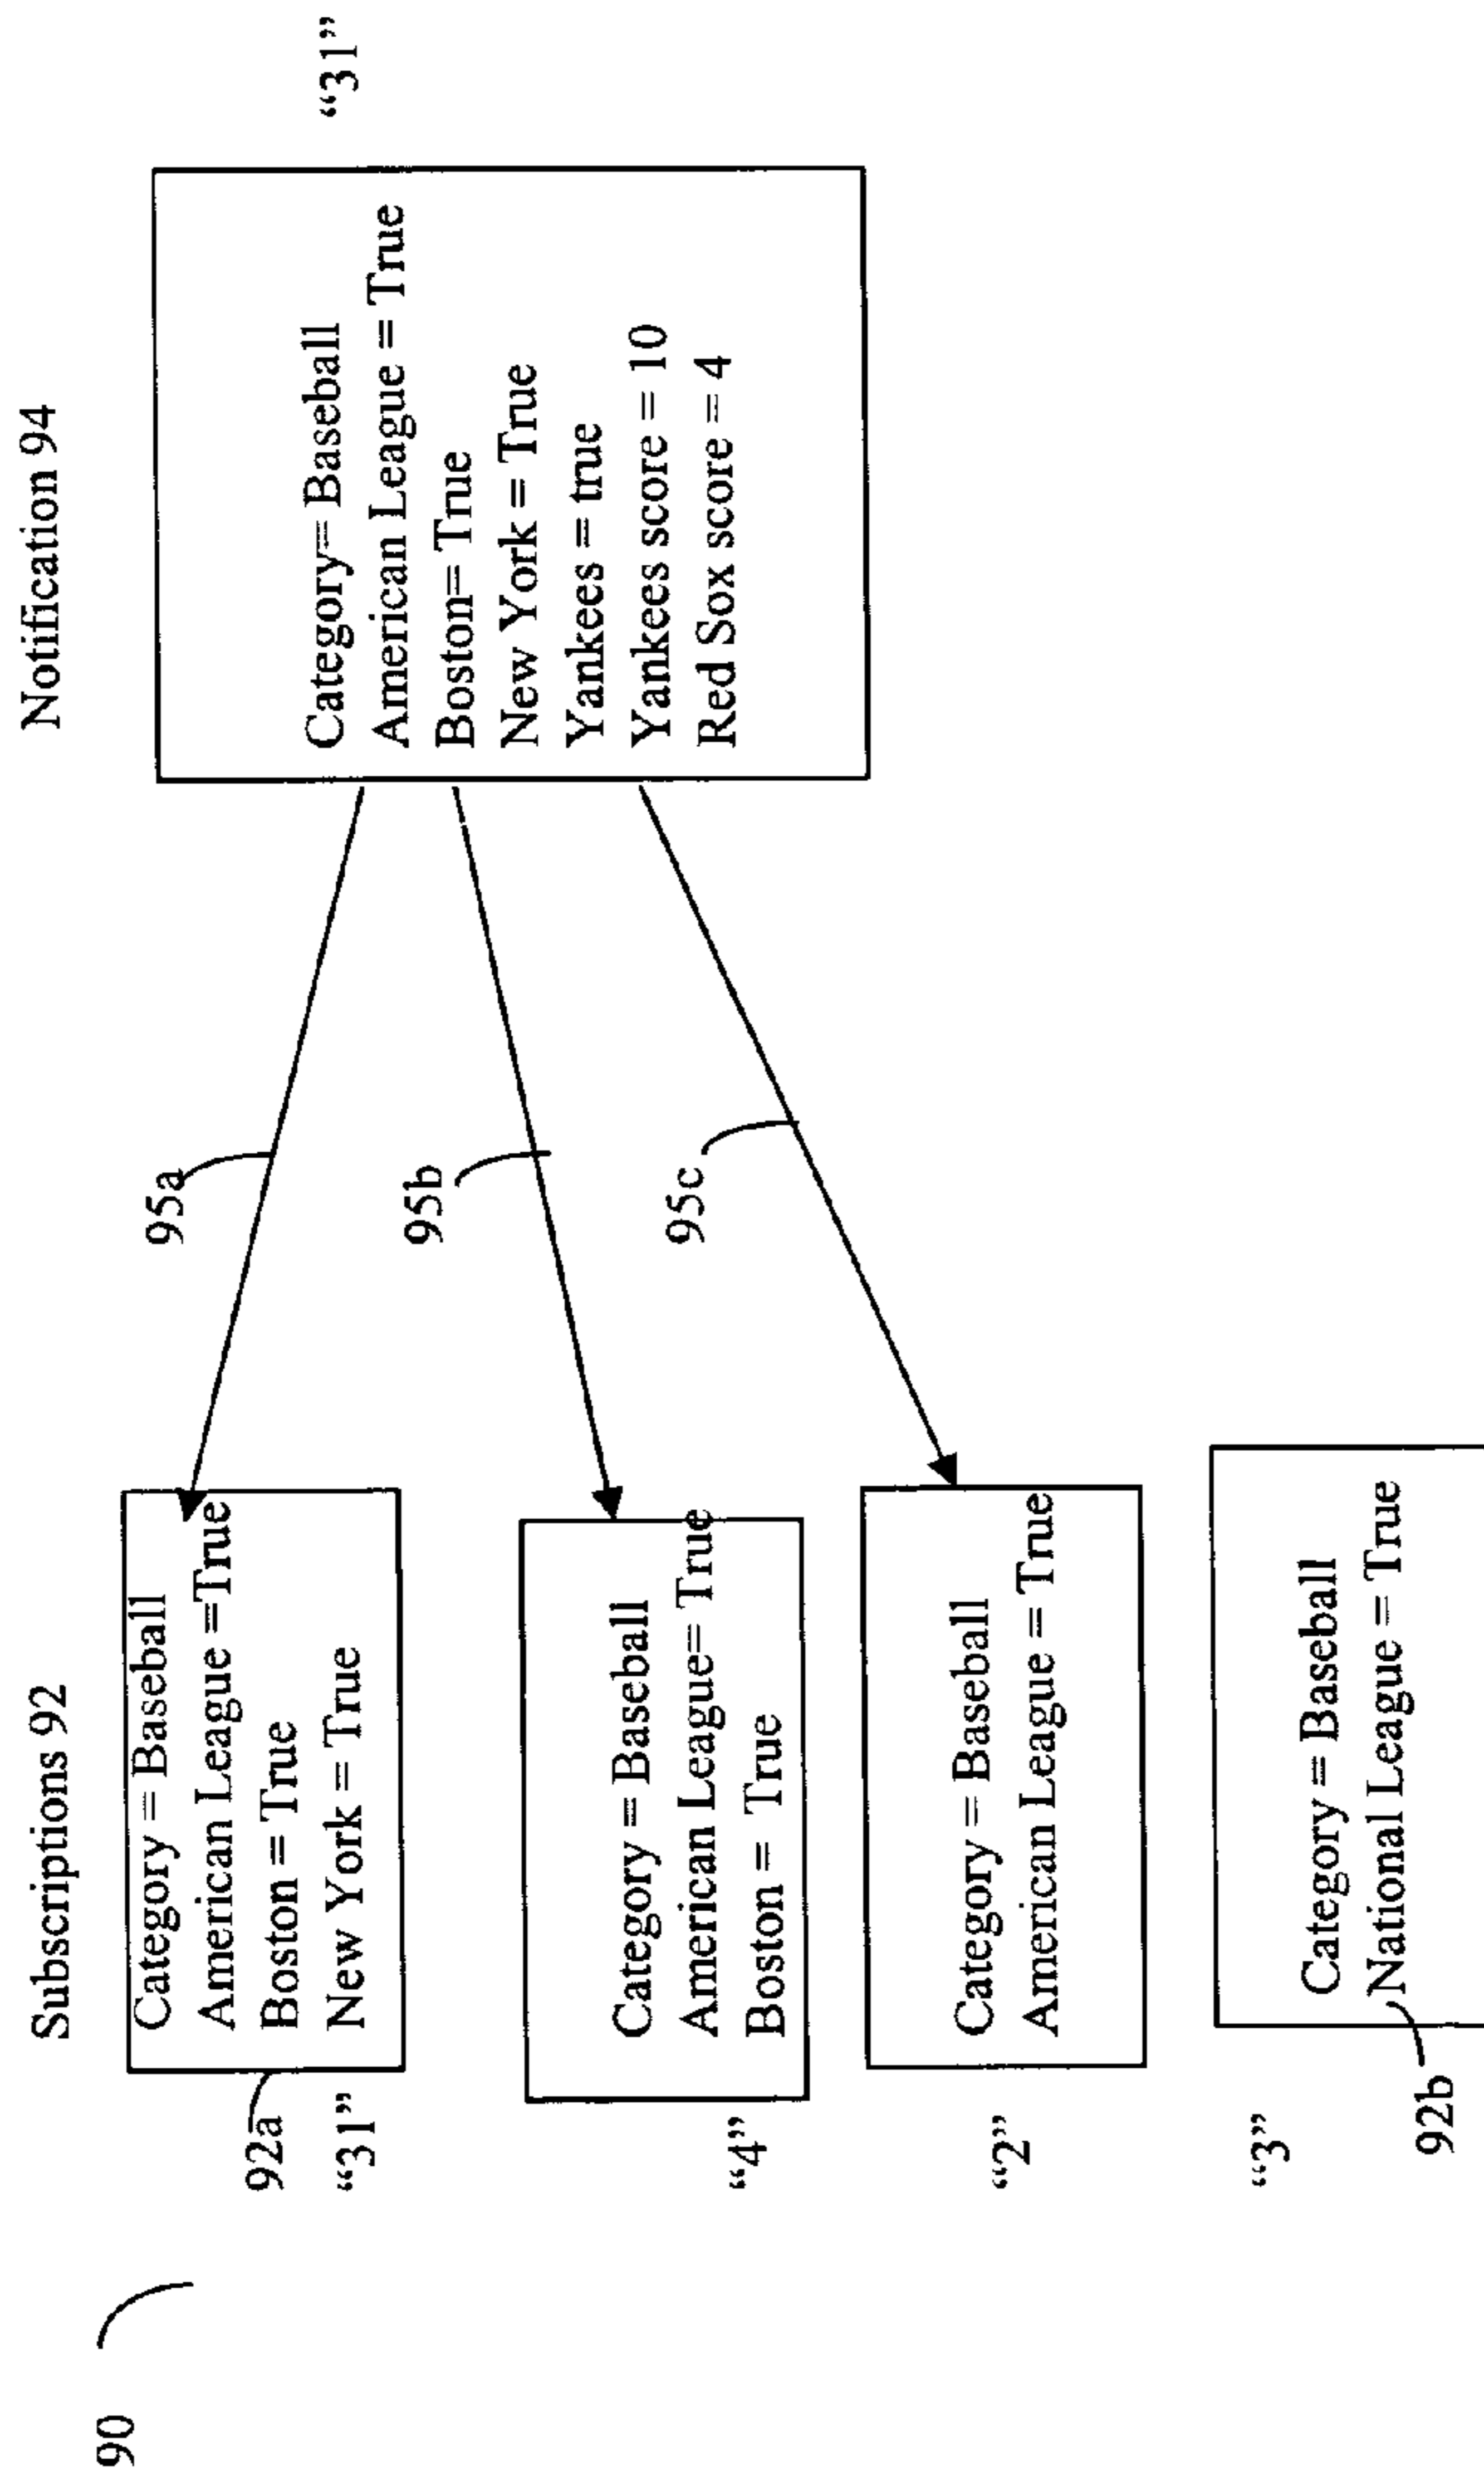 90
Subscriptions 92
Notification 94
92a
"31"
Category = Baseball
American League =True
Boston =True
New York = True
95a
Category= Baseball
American League = True
Boston= True
New York = True
Yankees = true
Yankees score = 10
Red Sox score = 4
"31"
"4"
Category = Baseball
American League= True
Boston = True
95b
"2"
Category = Baseball
American League = True
95c
"3"
Category = Baseball
National League = True
92b